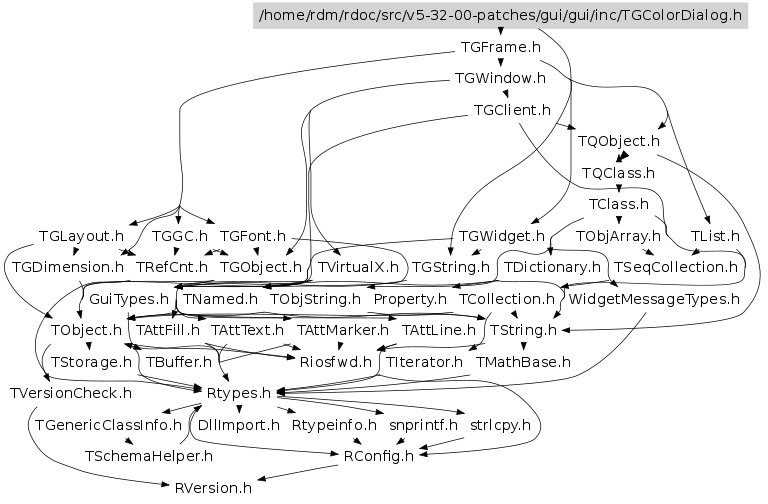 /home/rdm/rdoc/src/v5-32-00-patches/gui/gui/inc/TGColorDialog.h
TGFrame.h
TGWindow.h
TGClient.h
TQObject.h
TQClass.h
TClass.h
TGLayout.h TGGC.h TGFont.h TGWidget.h TObjArray.h TList.h
TGDimension.h TRefCnt.h TGObject.h TVirtualX.h TGString.h TDictionary.h TSeqCollection.h
GuiTypes.h TNamed.h TObjString.h Property.h TCollection.h WidgetMessageTypes.h
TObject.h TAttFill.h TAttText.h TAttMarker.h TAttLine.h TString.h
TStorage.h TBuffer.h Riosfwd.h TIterator.h TMathBase.h
TVersionCheck.h Rtypes.h
TGenericClassInfo.h DllImport.h Rtypeinfo.h snprintf.h strlcpy.h
TSchemaHelper.h RConfig.h
RVersion.h